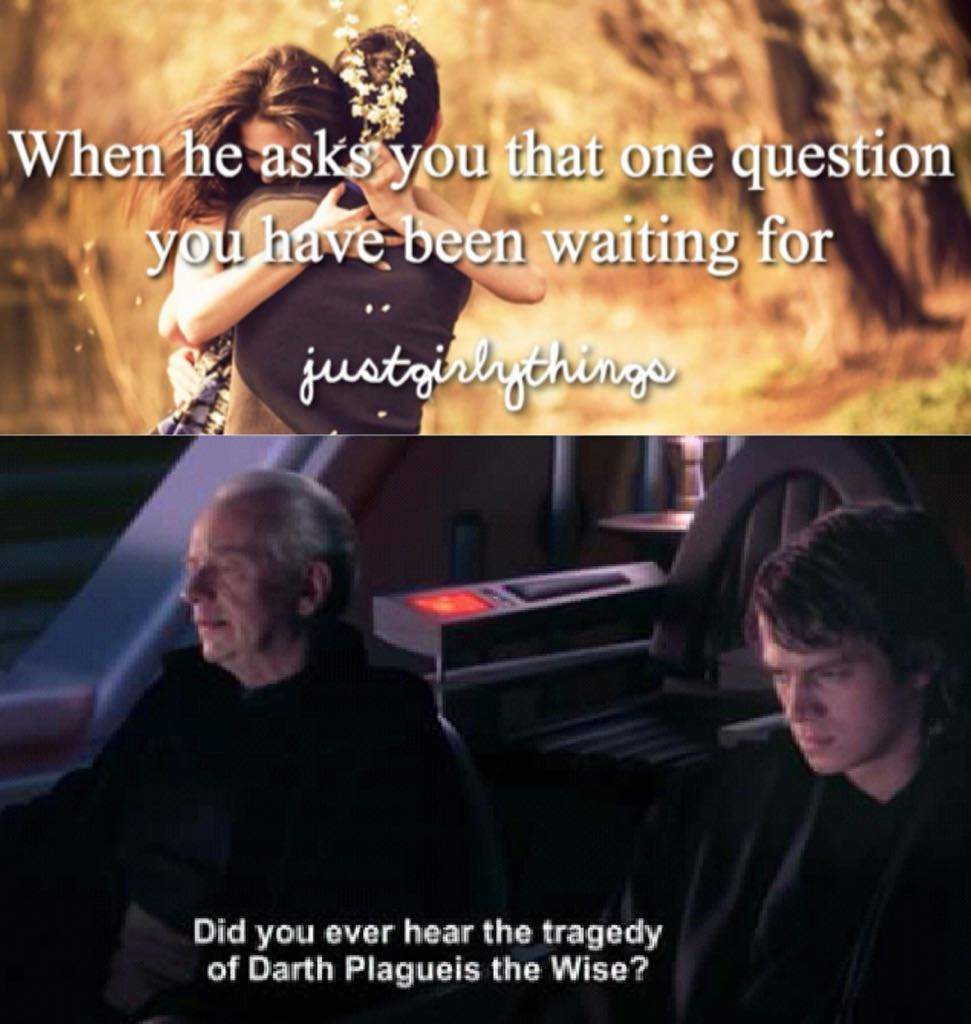 When he asks you that one question
you have been waiting for
justgirlythings
Did you ever hear the tragedy
of Darth Plagueis the Wise?